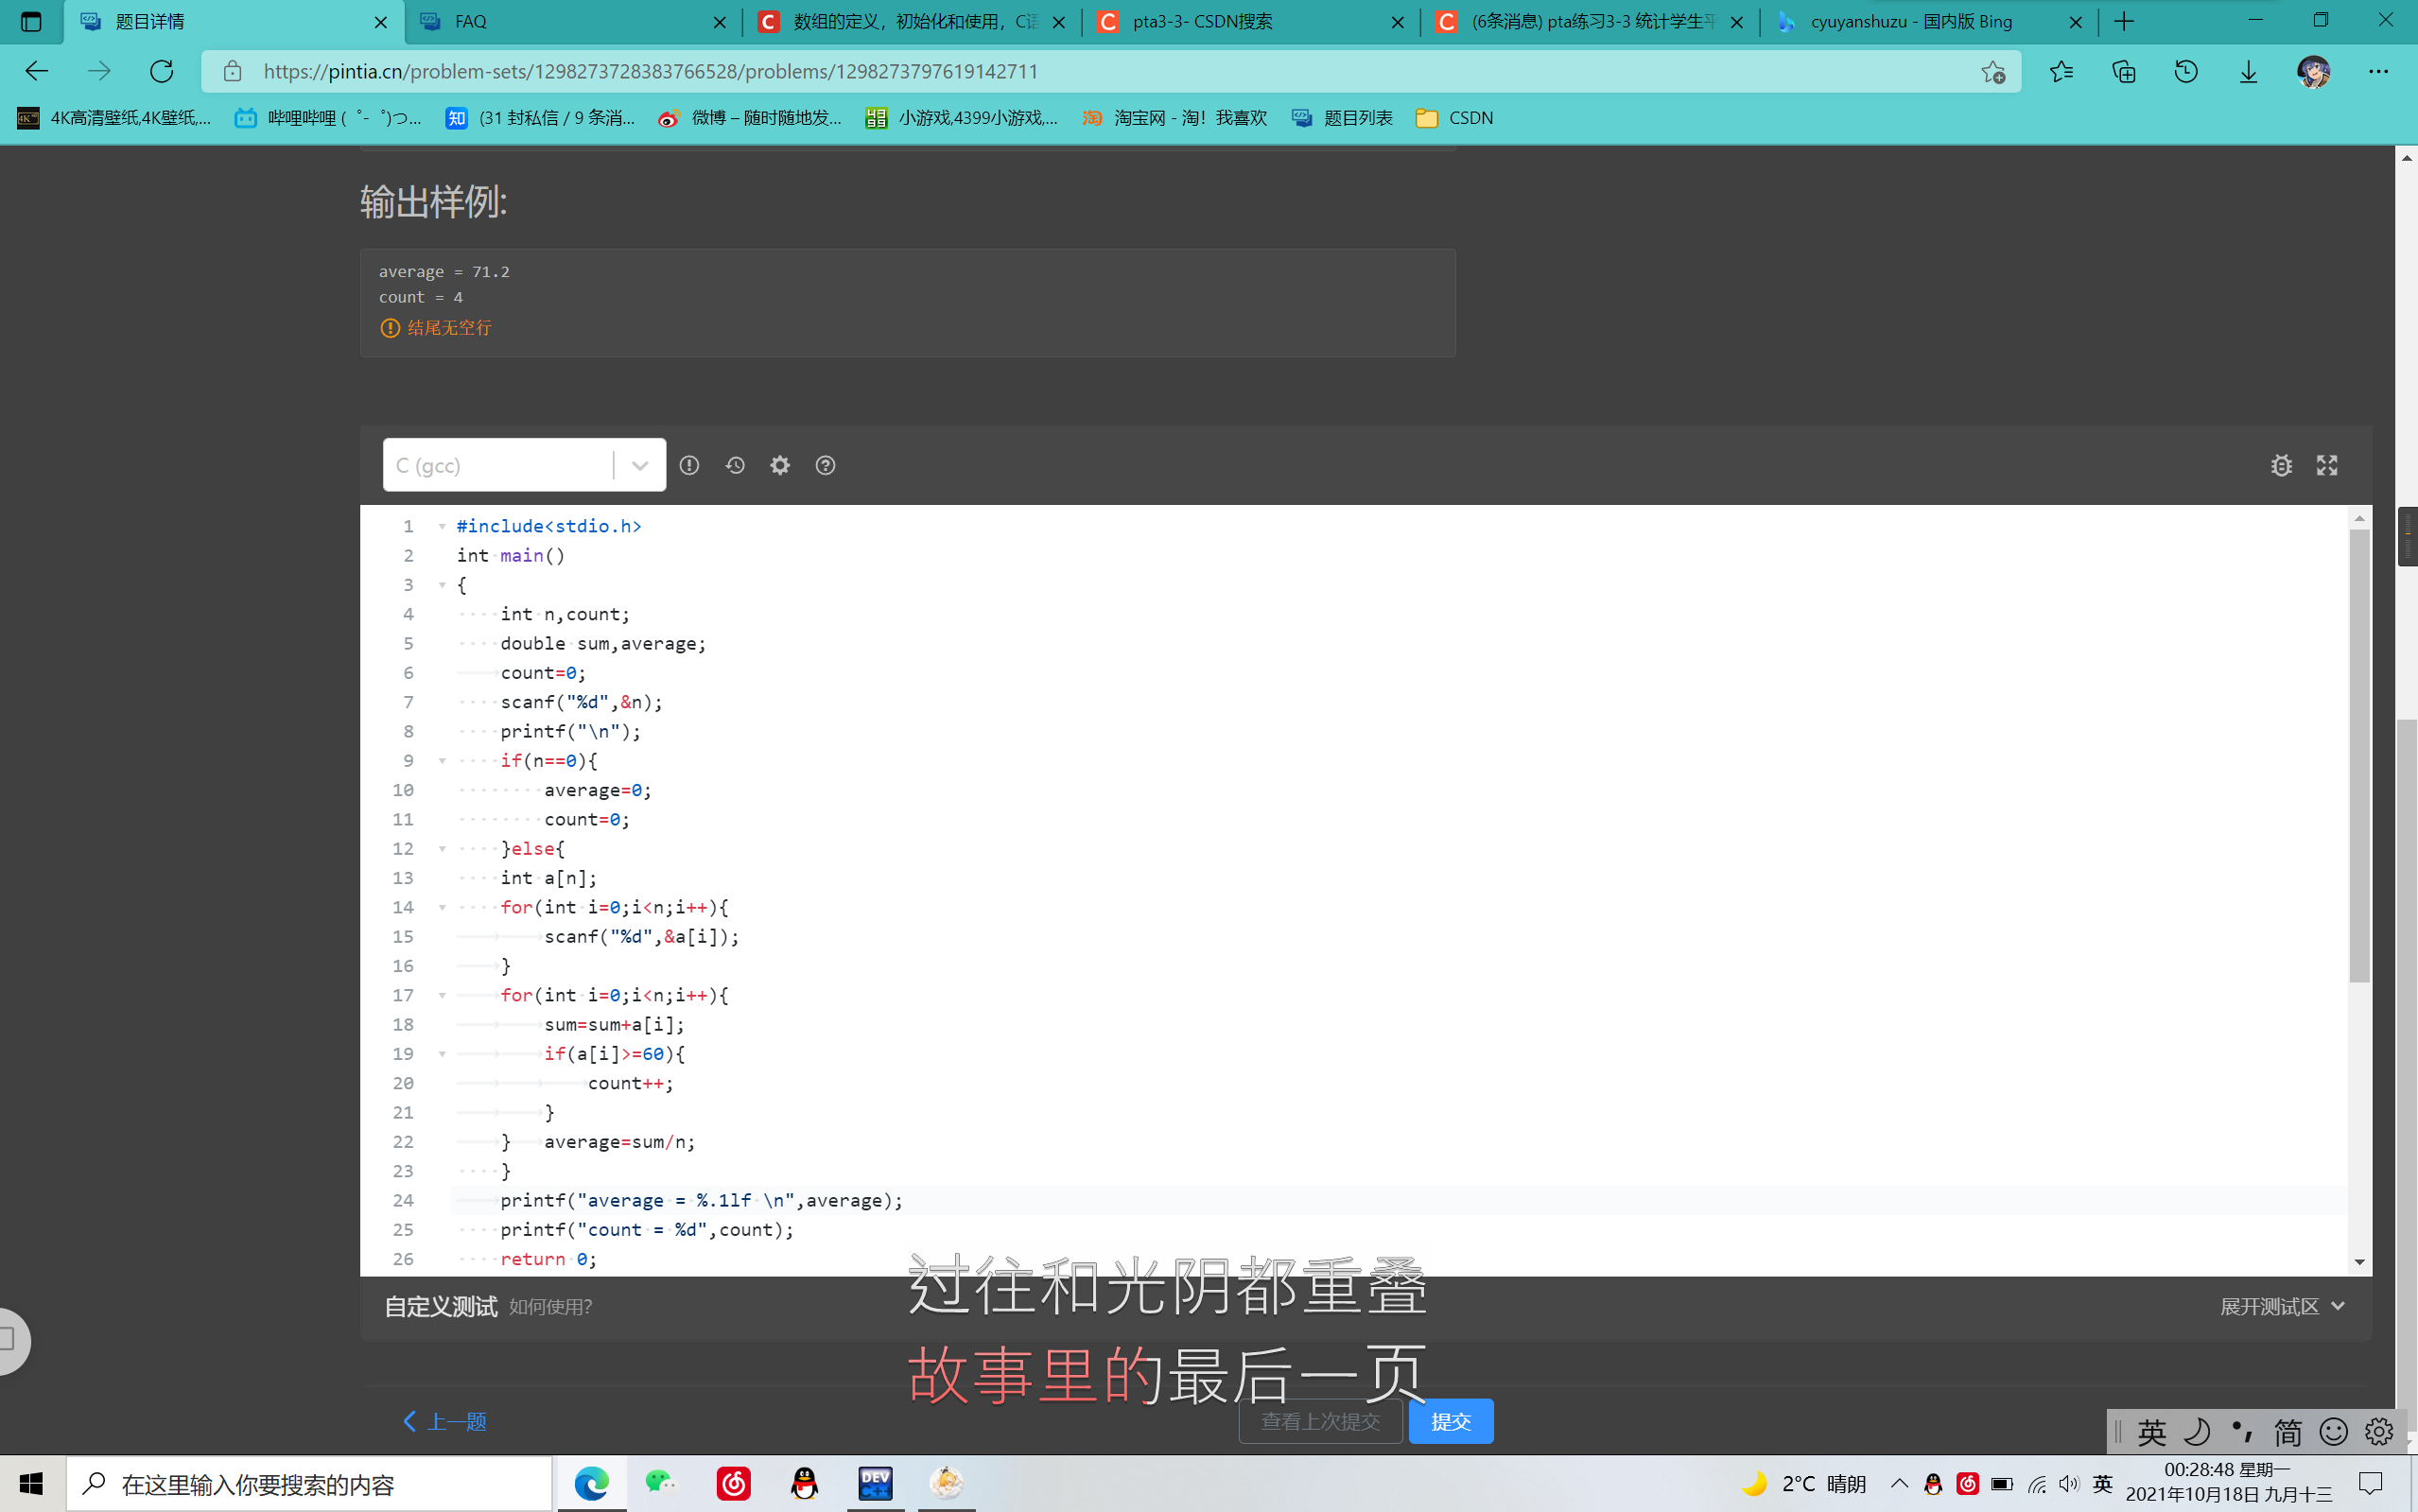 题目详情
FAQ
数组的定义，初始化和使用，C语
pta3-3- CSDN搜索
(6条消息) pta练习3-3 统计学生平
cyuyanshuzu - 国内版 Bing
https://pintia.cn/problem-sets/1298273728383766528/problems/1298273797619142711
4K高清壁纸,4K壁纸,...
哔哩哔哩 (゜-゜)つ...
(31 封私信 / 9 条消...
微博 – 随时随地发...
小游戏,4399小游戏,...
淘宝网 - 淘！我喜欢
题目列表
CSDN
输出样例:
average = 71.2
count = 4
结尾无空行
C (gcc)
1 #include<stdio.h>
2 int main()
3 {
4 int n,count;
5 double sum,average;
6 count=0;
7 scanf("%d",&n);
8 printf("\n");
9 if(n==0){
10 average=0;
11 count=0;
12 }else{
13 int a[n];
14 for(int i=0;i<n;i++){
15 scanf("%d",&a[i]);
16 }
17 for(int i=0;i<n;i++){
18 sum=sum+a[i];
19 if(a[i]>=60){
20 count++;
21 }
22 } average=sum/n;
23 }
24 printf("average = %.1lf \n",average);
25 printf("count = %d",count);
26 return 0;
过往和光阴都重叠
自定义测试 如何使用?
展开测试区
故事里的最后一页
上一题
查看上次提交
提交
英 简
在这里输入你要搜索的内容
DEV C++
2°C 晴朗
英
00:28:48 星期一
2021年10月18日 九月十三